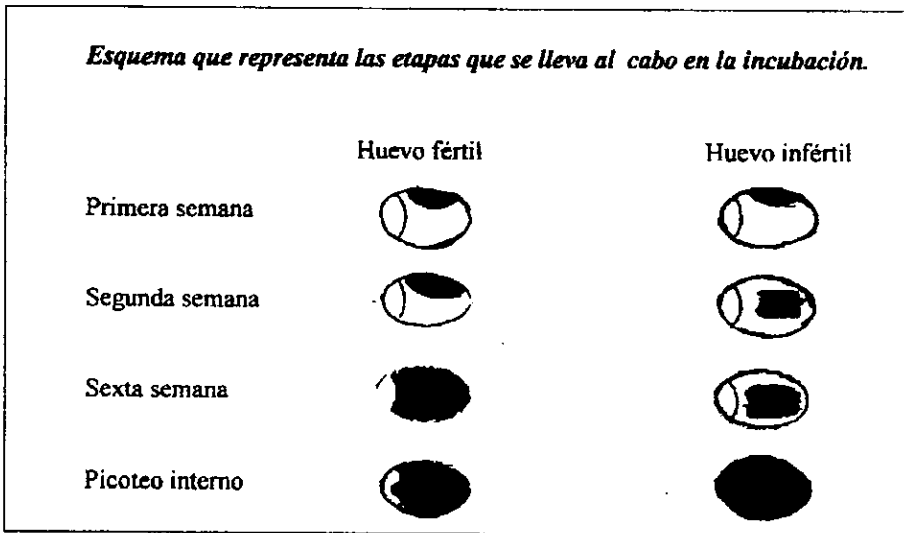 Esquema que representa las etapas que se lleva al cabo en la incubación.
Huevo fértil Huevo infértil
Primera semana
Segunda semana
Sexta semana
Picoteo interno